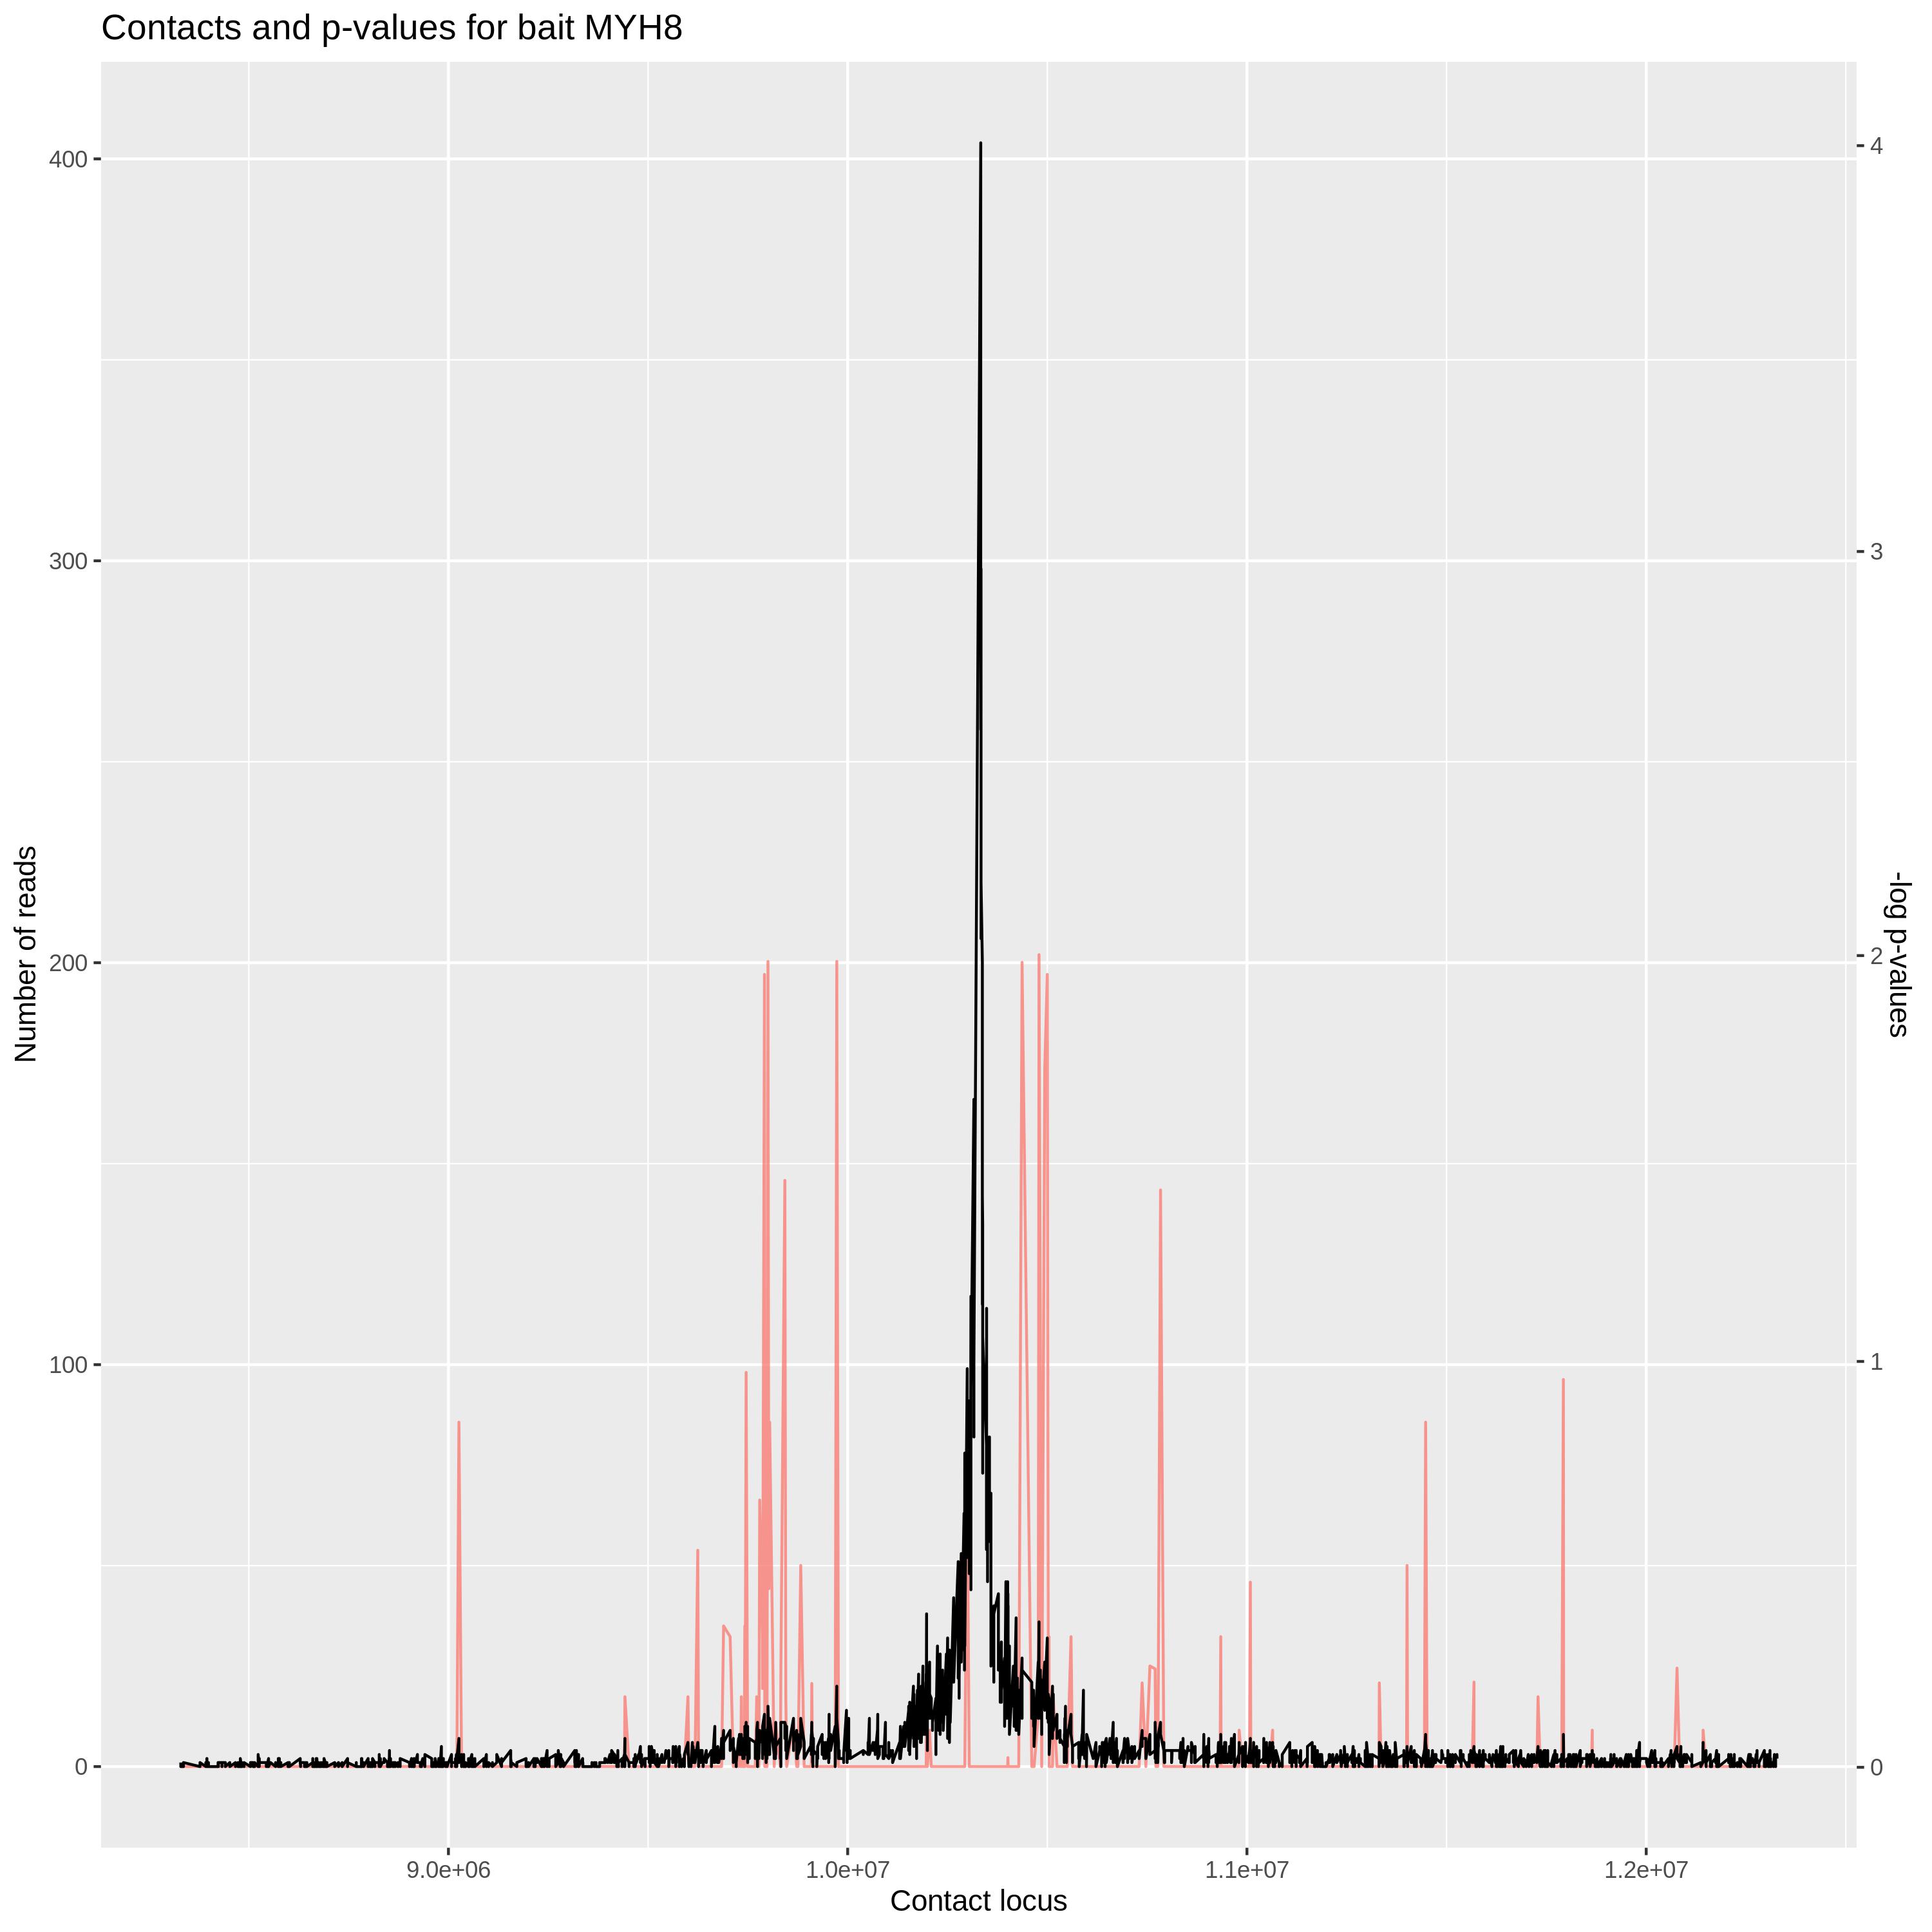 Contacts and p-values for bait MYH8
400
300
200
100
0
4
3
2
1
0
Number of reads
-log p-values
9.0e+06
1.0e+07
1.1e+07
1.2e+07
Contact locus